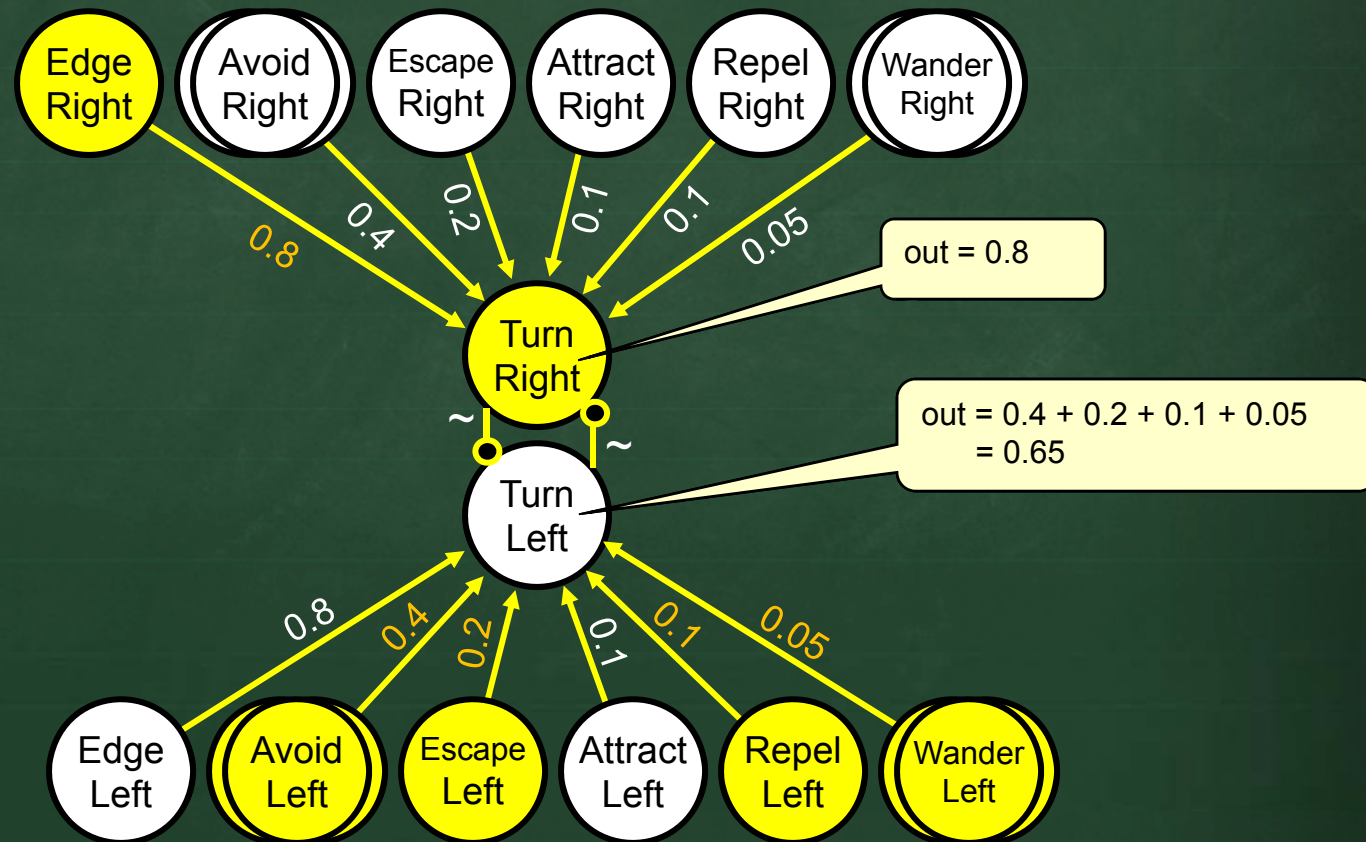 Edge
Right
Avoid
Right
Escape
Right
Attract
Right
Repel
Right
Wander
Right
0.8
0.4
0.2
0.1
0.1
0.05
out = 0.8
Turn
Right
~
~
out = 0.4 + 0.2 + 0.1 + 0.05
= 0.65
Turn
Left
0.8
0.4
0.2
0.1
0.1
0.05
Edge
Left
Avoid
Left
Escape
Left
Attract
Left
Repel
Left
Wander
Left